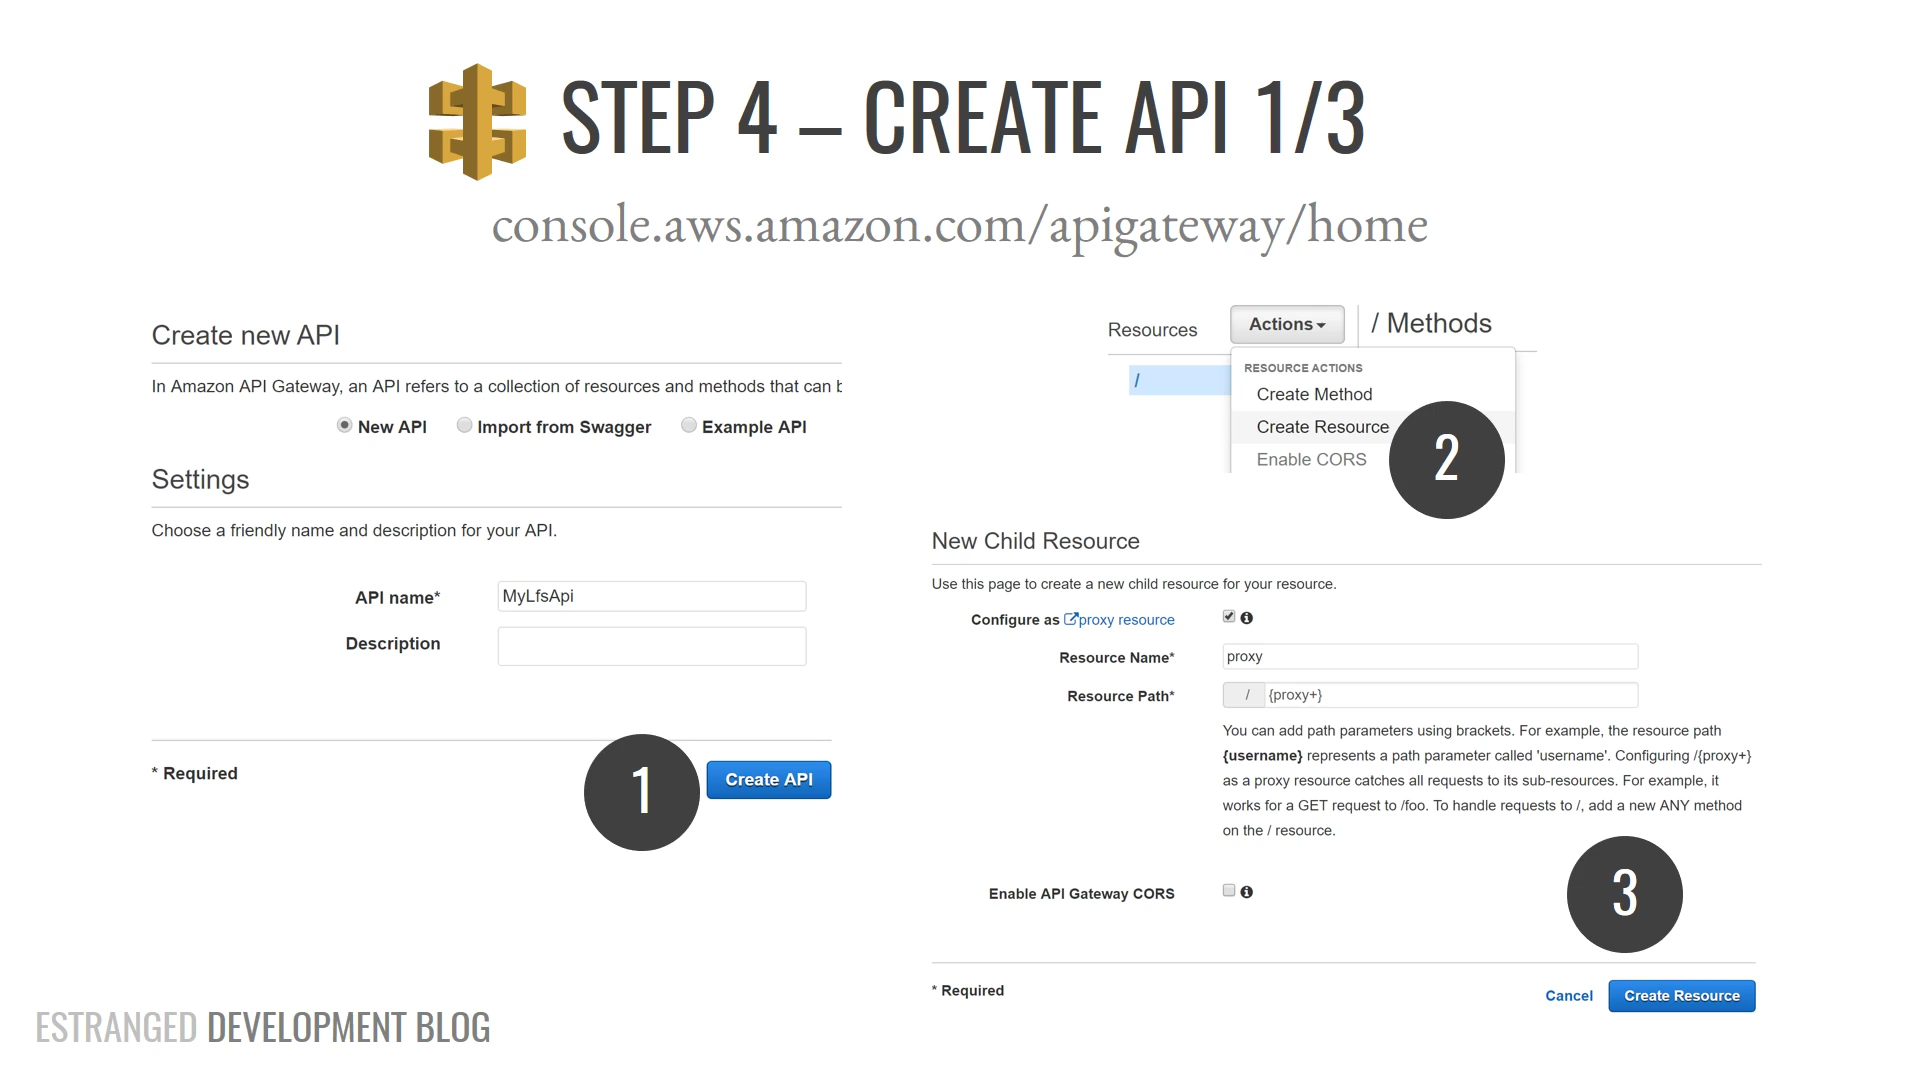 STEP 4 – CREATE API 1/3
console.aws.amazon.com/apigateway/home
Create new API
In Amazon API Gateway, an API refers to a collection of resources and methods that can b
New API Import from Swagger Example API
Settings
Choose a friendly name and description for your API.
API name* MyLfsApi
Description
* Required
1
Create API
Resources Actions / Methods
/
RESOURCE ACTIONS
Create Method
Create Resource
Enable CORS
2
New Child Resource
Use this page to create a new child resource for your resource.
Configure as proxy resource
Resource Name* proxy
Resource Path* / {proxy+}
You can add path parameters using brackets. For example, the resource path
{username} represents a path parameter called 'username'. Configuring /{proxy+}
as a proxy resource catches all requests to its sub-resources. For example, it
works for a GET request to /foo. To handle requests to /, add a new ANY method
on the / resource.
Enable API Gateway CORS
3
* Required
Cancel Create Resource
ESTRANGED DEVELOPMENT BLOG